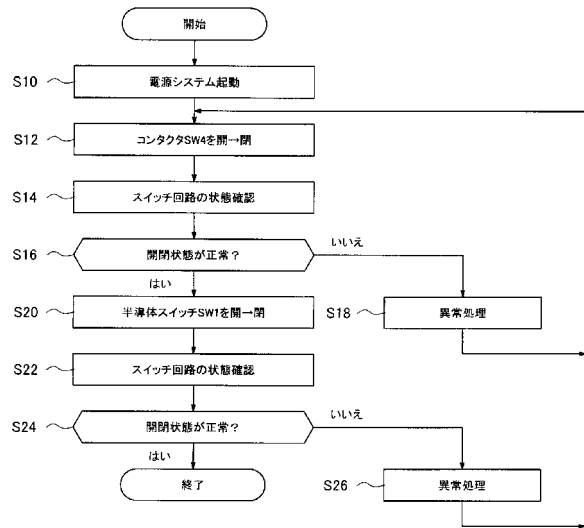 開始
S10
電源システム起動
S12
コンタクタSW4を開→閉
S14
スイッチ回路の状態確認
S16
開閉状態が正常?
いいえ
はい
S20
半導体スイッチSW1を開→閉
S18
異常処理
S22
スイッチ回路の状態確認
S24
開閉状態が正常?
いいえ
はい
終了
S26
異常処理